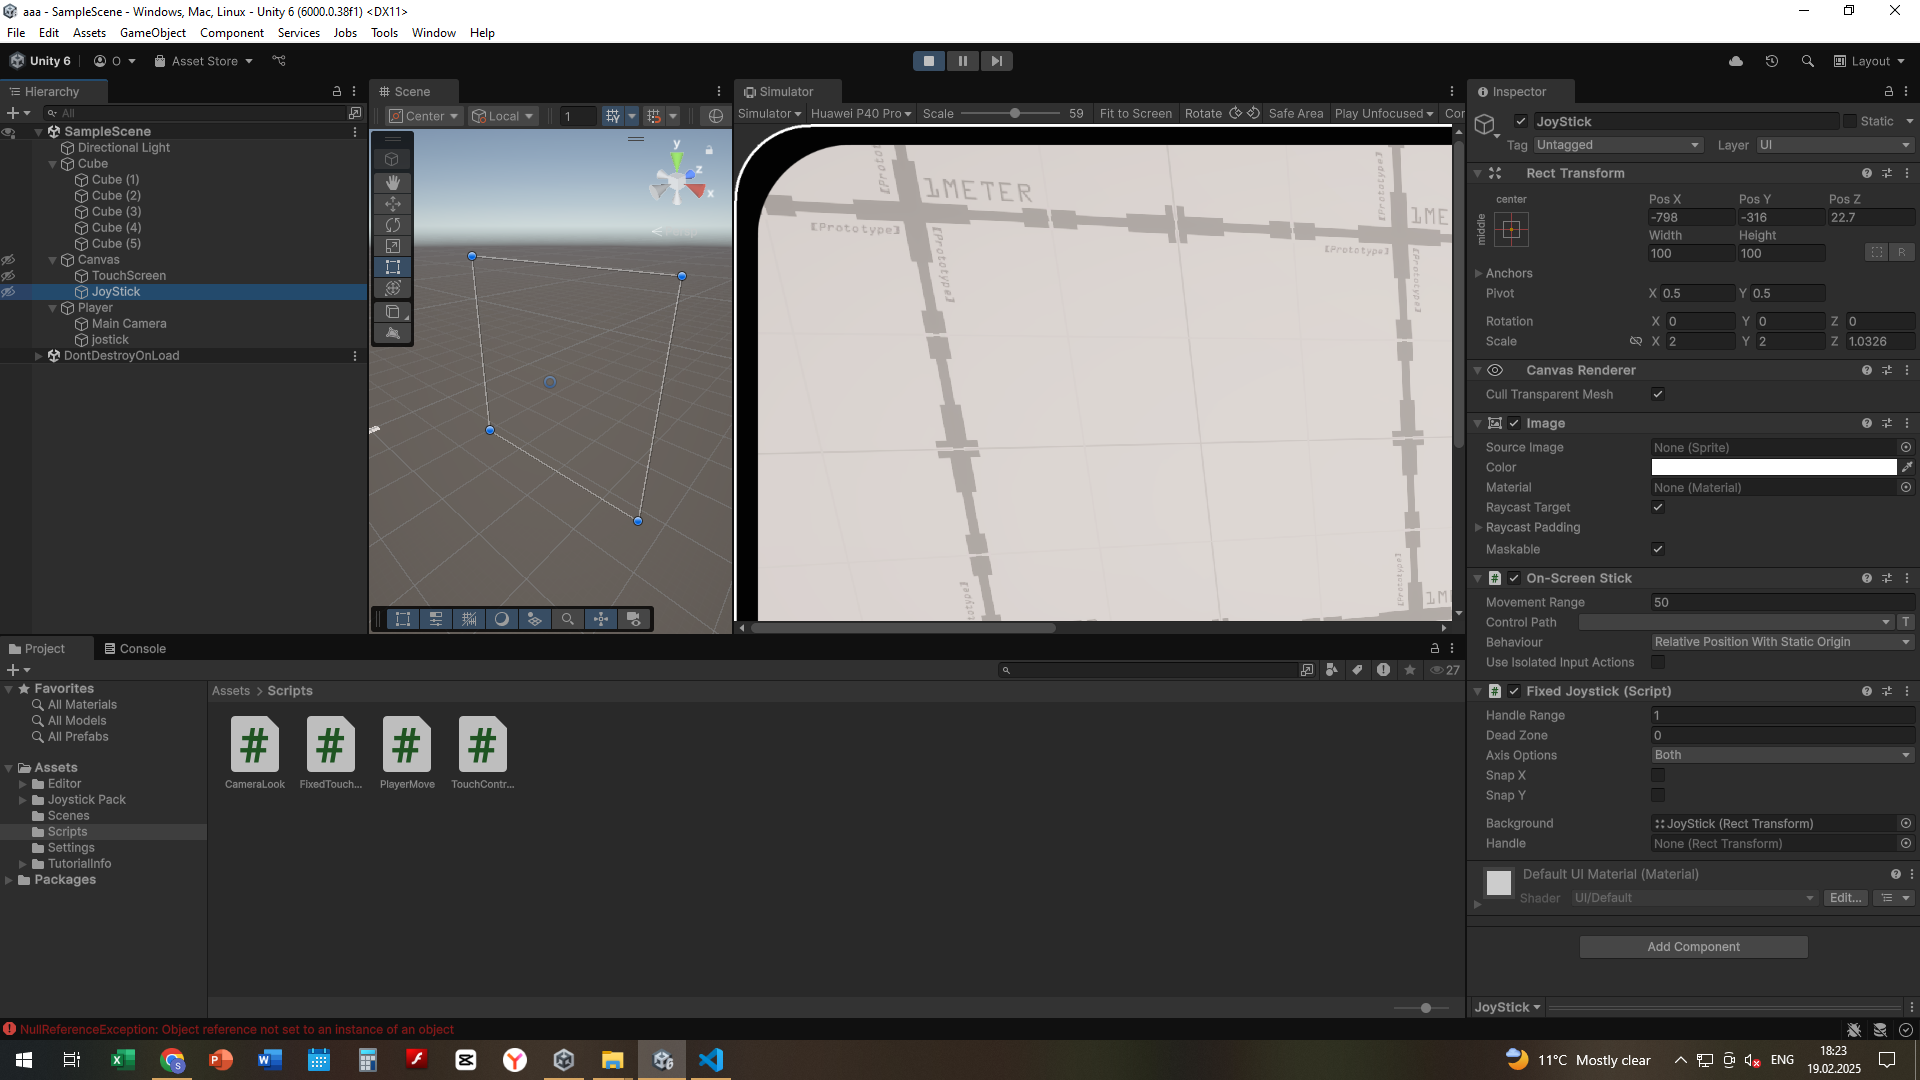 aaa - SampleScene - Windows, Mac, Linux - Unity 6 (6000.0.38f1) <DX11>
File Edit Assets GameObject Component Services Jobs Tools Window Help
Unity 6 O Asset Store Layout
Hierarchy
All
SampleScene
Directional Light
Cube
Cube (1)
Cube (2)
Cube (3)
Cube (4)
Cube (5)
Canvas
TouchScreen
JoyStick
Player
Main Camera
jostick
DontDestroyOnLoad
Scene
Center Local 1
y
z
x
Simulator
Simulator Huawei P40 Pro Scale 59 Fit to Screen Rotate Safe Area Play Unfocused Cor
1METER
[Prototype]
[Prototype]
[Prototype]
[Prototype]
[Prototype]
[Prototype]
1ME
Inspector
JoyStick Static
Tag Untagged Layer UI
Rect Transform
center
middle
Pos X Pos Y Pos Z
-798 -316 22.7
Width Height
100 100
R
Anchors
Pivot X 0.5 Y 0.5
Rotation X 0 Y 0 Z 0
Scale X 2 Y 2 Z 1.0326
Canvas Renderer
Cull Transparent Mesh
Image
Source Image None (Sprite)
Color
Material None (Material)
Raycast Target
Raycast Padding
Maskable
On-Screen Stick
Movement Range 50
Control Path T
Behaviour Relative Position With Static Origin
Use Isolated Input Actions
Fixed Joystick (Script)
Handle Range 1
Dead Zone 0
Axis Options Both
Snap X
Snap Y
Background JoyStick (Rect Transform)
Handle None (Rect Transform)
Default UI Material (Material)
Shader UI/Default Edit...
Add Component
JoyStick
Project Console
27
Favorites
All Materials
All Models
All Prefabs
Assets
Editor
Joystick Pack
Scenes
Scripts
Settings
TutorialInfo
Packages
Assets > Scripts
CameraLook FixedTouch... PlayerMove TouchContr...
NullReferenceException: Object reference not set to an instance of an object
11°C Mostly clear ENG
18:23
19.02.2025